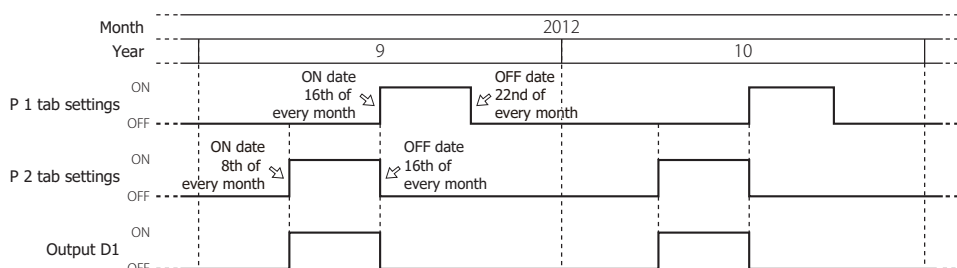 Month
2012
Year
9
10
P 1 tab settings
ON
OFF
ON date
16th of
every month
OFF date
22nd of
every month
P 2 tab settings
ON
OFF
ON date
8th of
every month
OFF date
16th of
every month
Output D1
ON
OFF